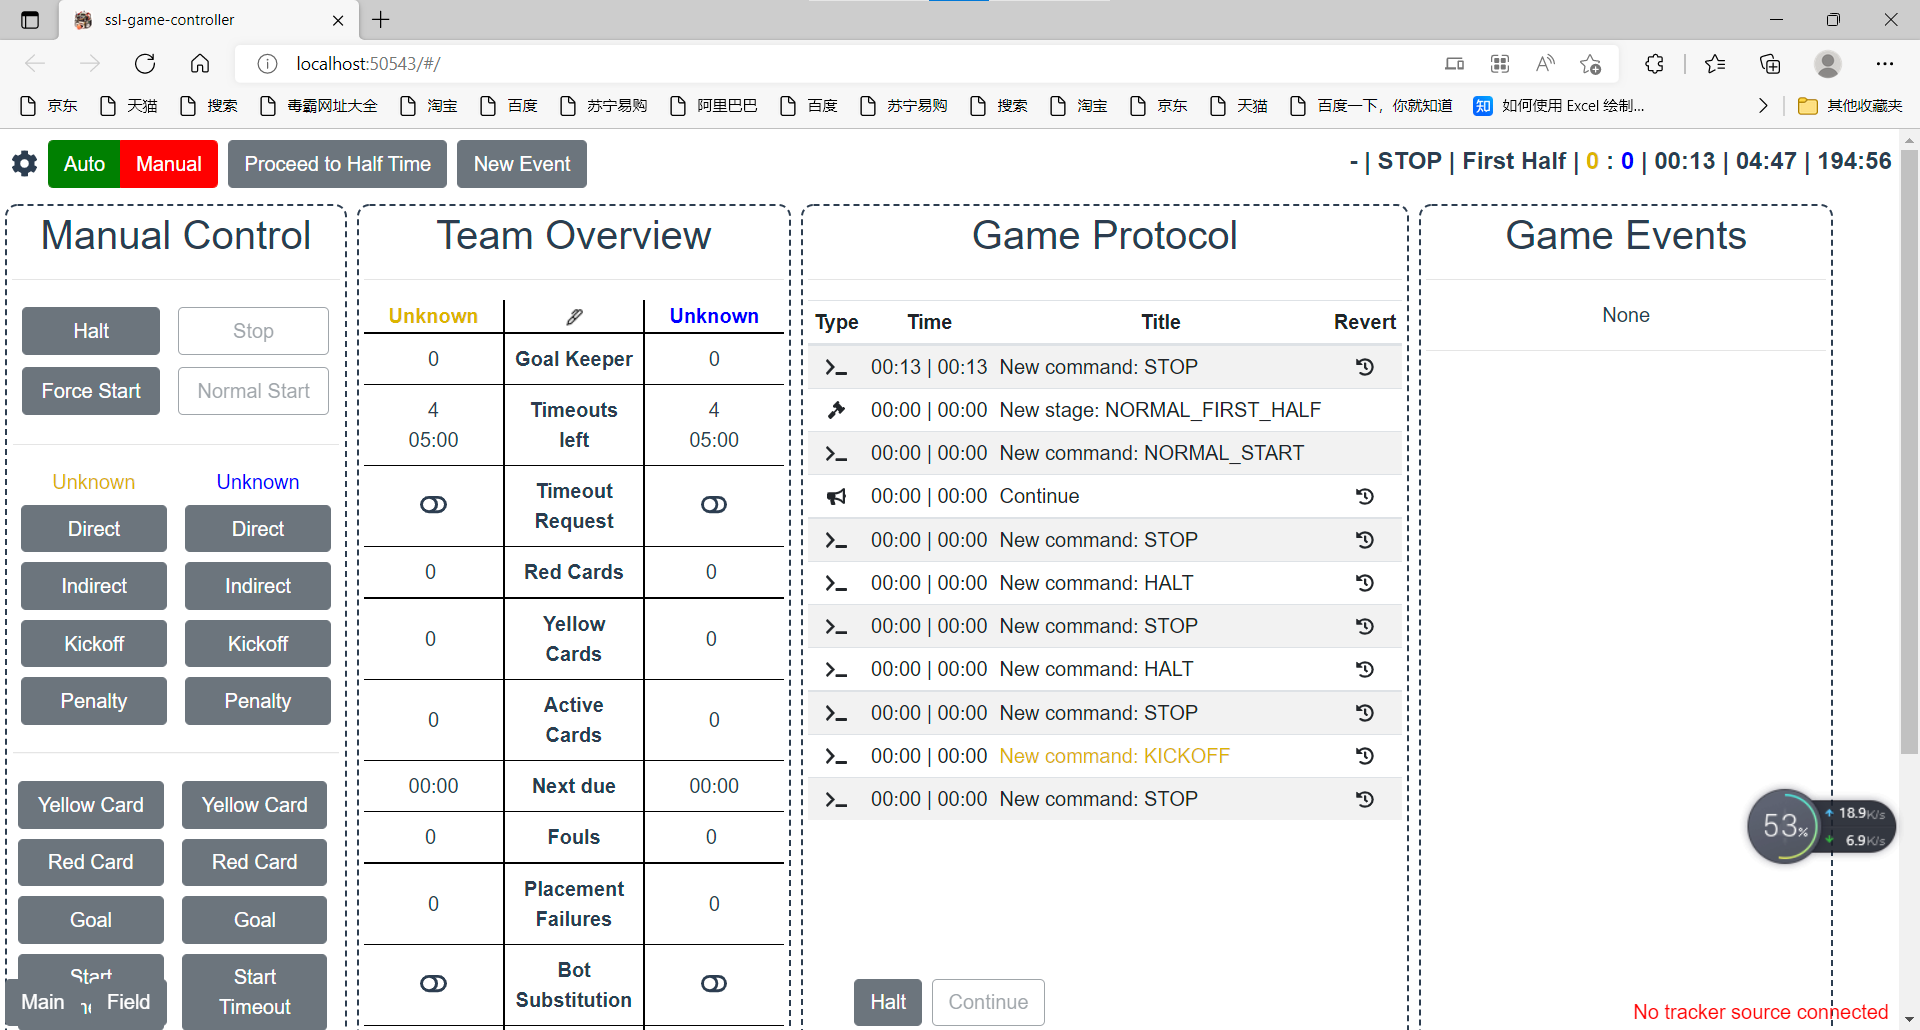 ssl-game-controller
localhost:50543/#/
京东 天猫 搜索 毒霸网址大全 淘宝 百度 苏宁易购 阿里巴巴 百度 苏宁易购 搜索 淘宝 京东 天猫 百度一下，你就知道 知 如何使用 Excel 绘制... 其他收藏夹
Auto Manual Proceed to Half Time New Event
- | STOP | First Half | 0 : 0 | 00:13 | 04:47 | 194:56
Manual Control
Halt Stop
Force Start Normal Start
Unknown Unknown
Direct Direct
Indirect Indirect
Kickoff Kickoff
Penalty Penalty
Yellow Card Yellow Card
Red Card Red Card
Goal Goal
Start
Start
Timeout
Main Field
Team Overview
Unknown Unknown
0 Goal Keeper 0
4 Timeouts 4
05:00 left 05:00
Timeout
Request
0 Red Cards 0
Yellow
0 0
Cards
Active
0 0
Cards
00:00 Next due 00:00
0 Fouls 0
Placement
0 0
Failures
Bot
Substitution
Game Protocol
Type Time Title Revert
00:13 | 00:13 New command: STOP
00:00 | 00:00 New stage: NORMAL_FIRST_HALF
00:00 | 00:00 New command: NORMAL_START
00:00 | 00:00 Continue
00:00 | 00:00 New command: STOP
00:00 | 00:00 New command: HALT
00:00 | 00:00 New command: STOP
00:00 | 00:00 New command: HALT
00:00 | 00:00 New command: STOP
00:00 | 00:00 New command: KICKOFF
00:00 | 00:00 New command: STOP
Halt Continue
Game Events
None
53%
18.9K/s
6.9K/s
No tracker source connected